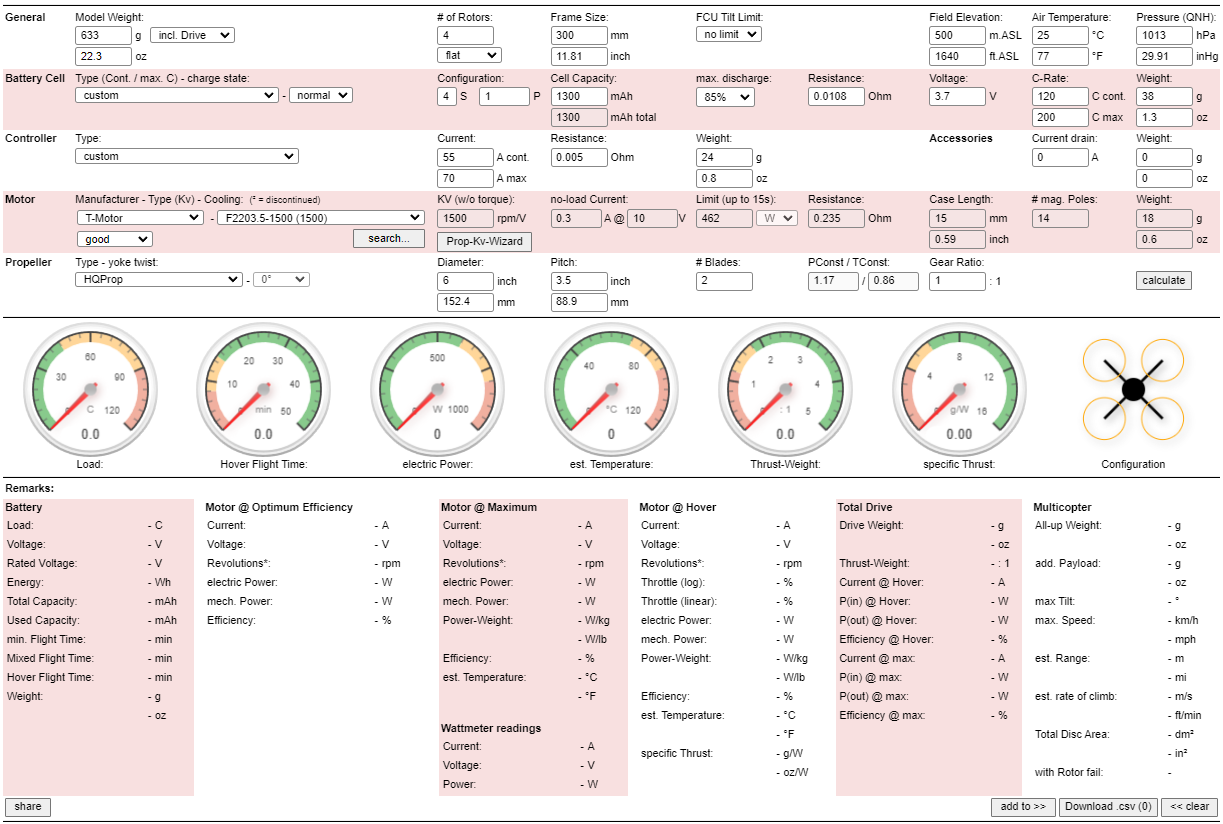 General Model Weight: # of Rotors: Frame Size: FCU Tilt Limit: Field Elevation: Air Temperature: Pressure (QNH):
633 g incl. Drive 4 300 mm no limit 500 m.ASL 25 °C 1013 hPa
22.3 oz flat 11.81 inch 1640 ft.ASL 77 °F 29.91 inHg
Battery Cell Type (Cont. / max. C) - charge state: Configuration: Cell Capacity: max. discharge: Resistance: Voltage: C-Rate: Weight:
custom - normal 4 S 1 P 1300 mAh 85% 0.0108 Ohm 3.7 V 120 C cont. 38 g
1300 mAh total 200 C max 1.3 oz
Controller Type: Current: Resistance: Weight: Accessories Current drain: Weight:
custom 55 A cont. 0.005 Ohm 24 g 0 A 0 g
70 A max 0.8 oz 0 oz
Motor Manufacturer - Type (Kv) - Cooling: (° = discontinued) KV (w/o torque): no-load Current: Limit (up to 15s): Resistance: Case Length: # mag. Poles: Weight:
T-Motor - F2203.5-1500 (1500) 1500 rpm/V 0.3 A @ 10 V 462 W 0.235 Ohm 15 mm 14 18 g
good search... Prop-Kv-Wizard 0.59 inch 0.6 oz
Propeller Type - yoke twist: Diameter: Pitch: # Blades: PConst / TConst: Gear Ratio:
HQProp - 0° 6 inch 3.5 inch 2 1.17 / 0.86 1 : 1 calculate
152.4 mm 88.9 mm
30 60 90 120 C 0.0
10 20 30 40 50 min 0.0
500 1000 W 0
40 80 120 °C 0
1 2 3 4 5 : 1 0.0
4 8 12 16 g/W 0.00
Load: Hover Flight Time: electric Power: est. Temperature: Thrust-Weight: specific Thrust: Configuration
Remarks:
Battery
Load: - C
Voltage: - V
Rated Voltage: - V
Energy: - Wh
Total Capacity: - mAh
Used Capacity: - mAh
min. Flight Time: - min
Mixed Flight Time: - min
Hover Flight Time: - min
Weight: - g
- oz
Motor @ Optimum Efficiency
Current: - A
Voltage: - V
Revolutions*: - rpm
electric Power: - W
mech. Power: - W
Efficiency: - %
Motor @ Maximum
Current: - A
Voltage: - V
Revolutions*: - rpm
electric Power: - W
mech. Power: - W
Power-Weight: - W/kg
- W/lb
Efficiency: - %
est. Temperature: - °C
- °F
Wattmeter readings
Current: - A
Voltage: - V
Power: - W
Motor @ Hover
Current: - A
Voltage: - V
Revolutions*: - rpm
Throttle (log): - %
Throttle (linear): - %
electric Power: - W
mech. Power: - W
Power-Weight: - W/kg
- W/lb
Efficiency: - %
est. Temperature: - °C
- °F
specific Thrust: - g/W
- oz/W
Total Drive
Drive Weight: - g
- oz
Thrust-Weight: - : 1
Current @ Hover: - A
P(in) @ Hover: - W
P(out) @ Hover: - W
Efficiency @ Hover: - %
Current @ max: - A
P(in) @ max: - W
P(out) @ max: - W
Efficiency @ max: - %
Multicopter
All-up Weight: - g
- oz
add. Payload: - g
- oz
max Tilt: - °
max. Speed: - km/h
- mph
est. Range: - m
- mi
est. rate of climb: - m/s
- ft/min
Total Disc Area: - dm²
- in²
with Rotor fail: -
share add to >> Download .csv (0) << clear